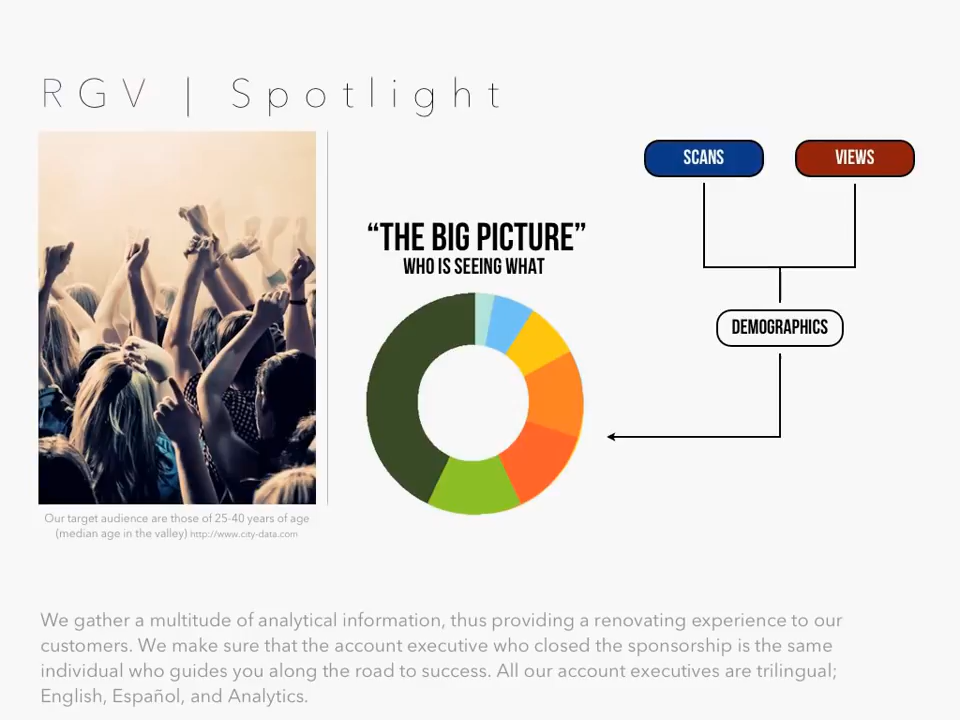 RGV | Spotlight
SCANS
VIEWS
“THE BIG PICTURE”
WHO IS SEEING WHAT
DEMOGRAPHICS
Our target audience are those of 25-40 years of age
(median age in the valley) http://www.city-data.com
We gather a multitude of analytical information, thus providing a renovating experience to our
customers. We make sure that the account executive who closed the sponsorship is the same
individual who guides you along the road to success. All our account executives are trilingual;
English, Español, and Analytics.